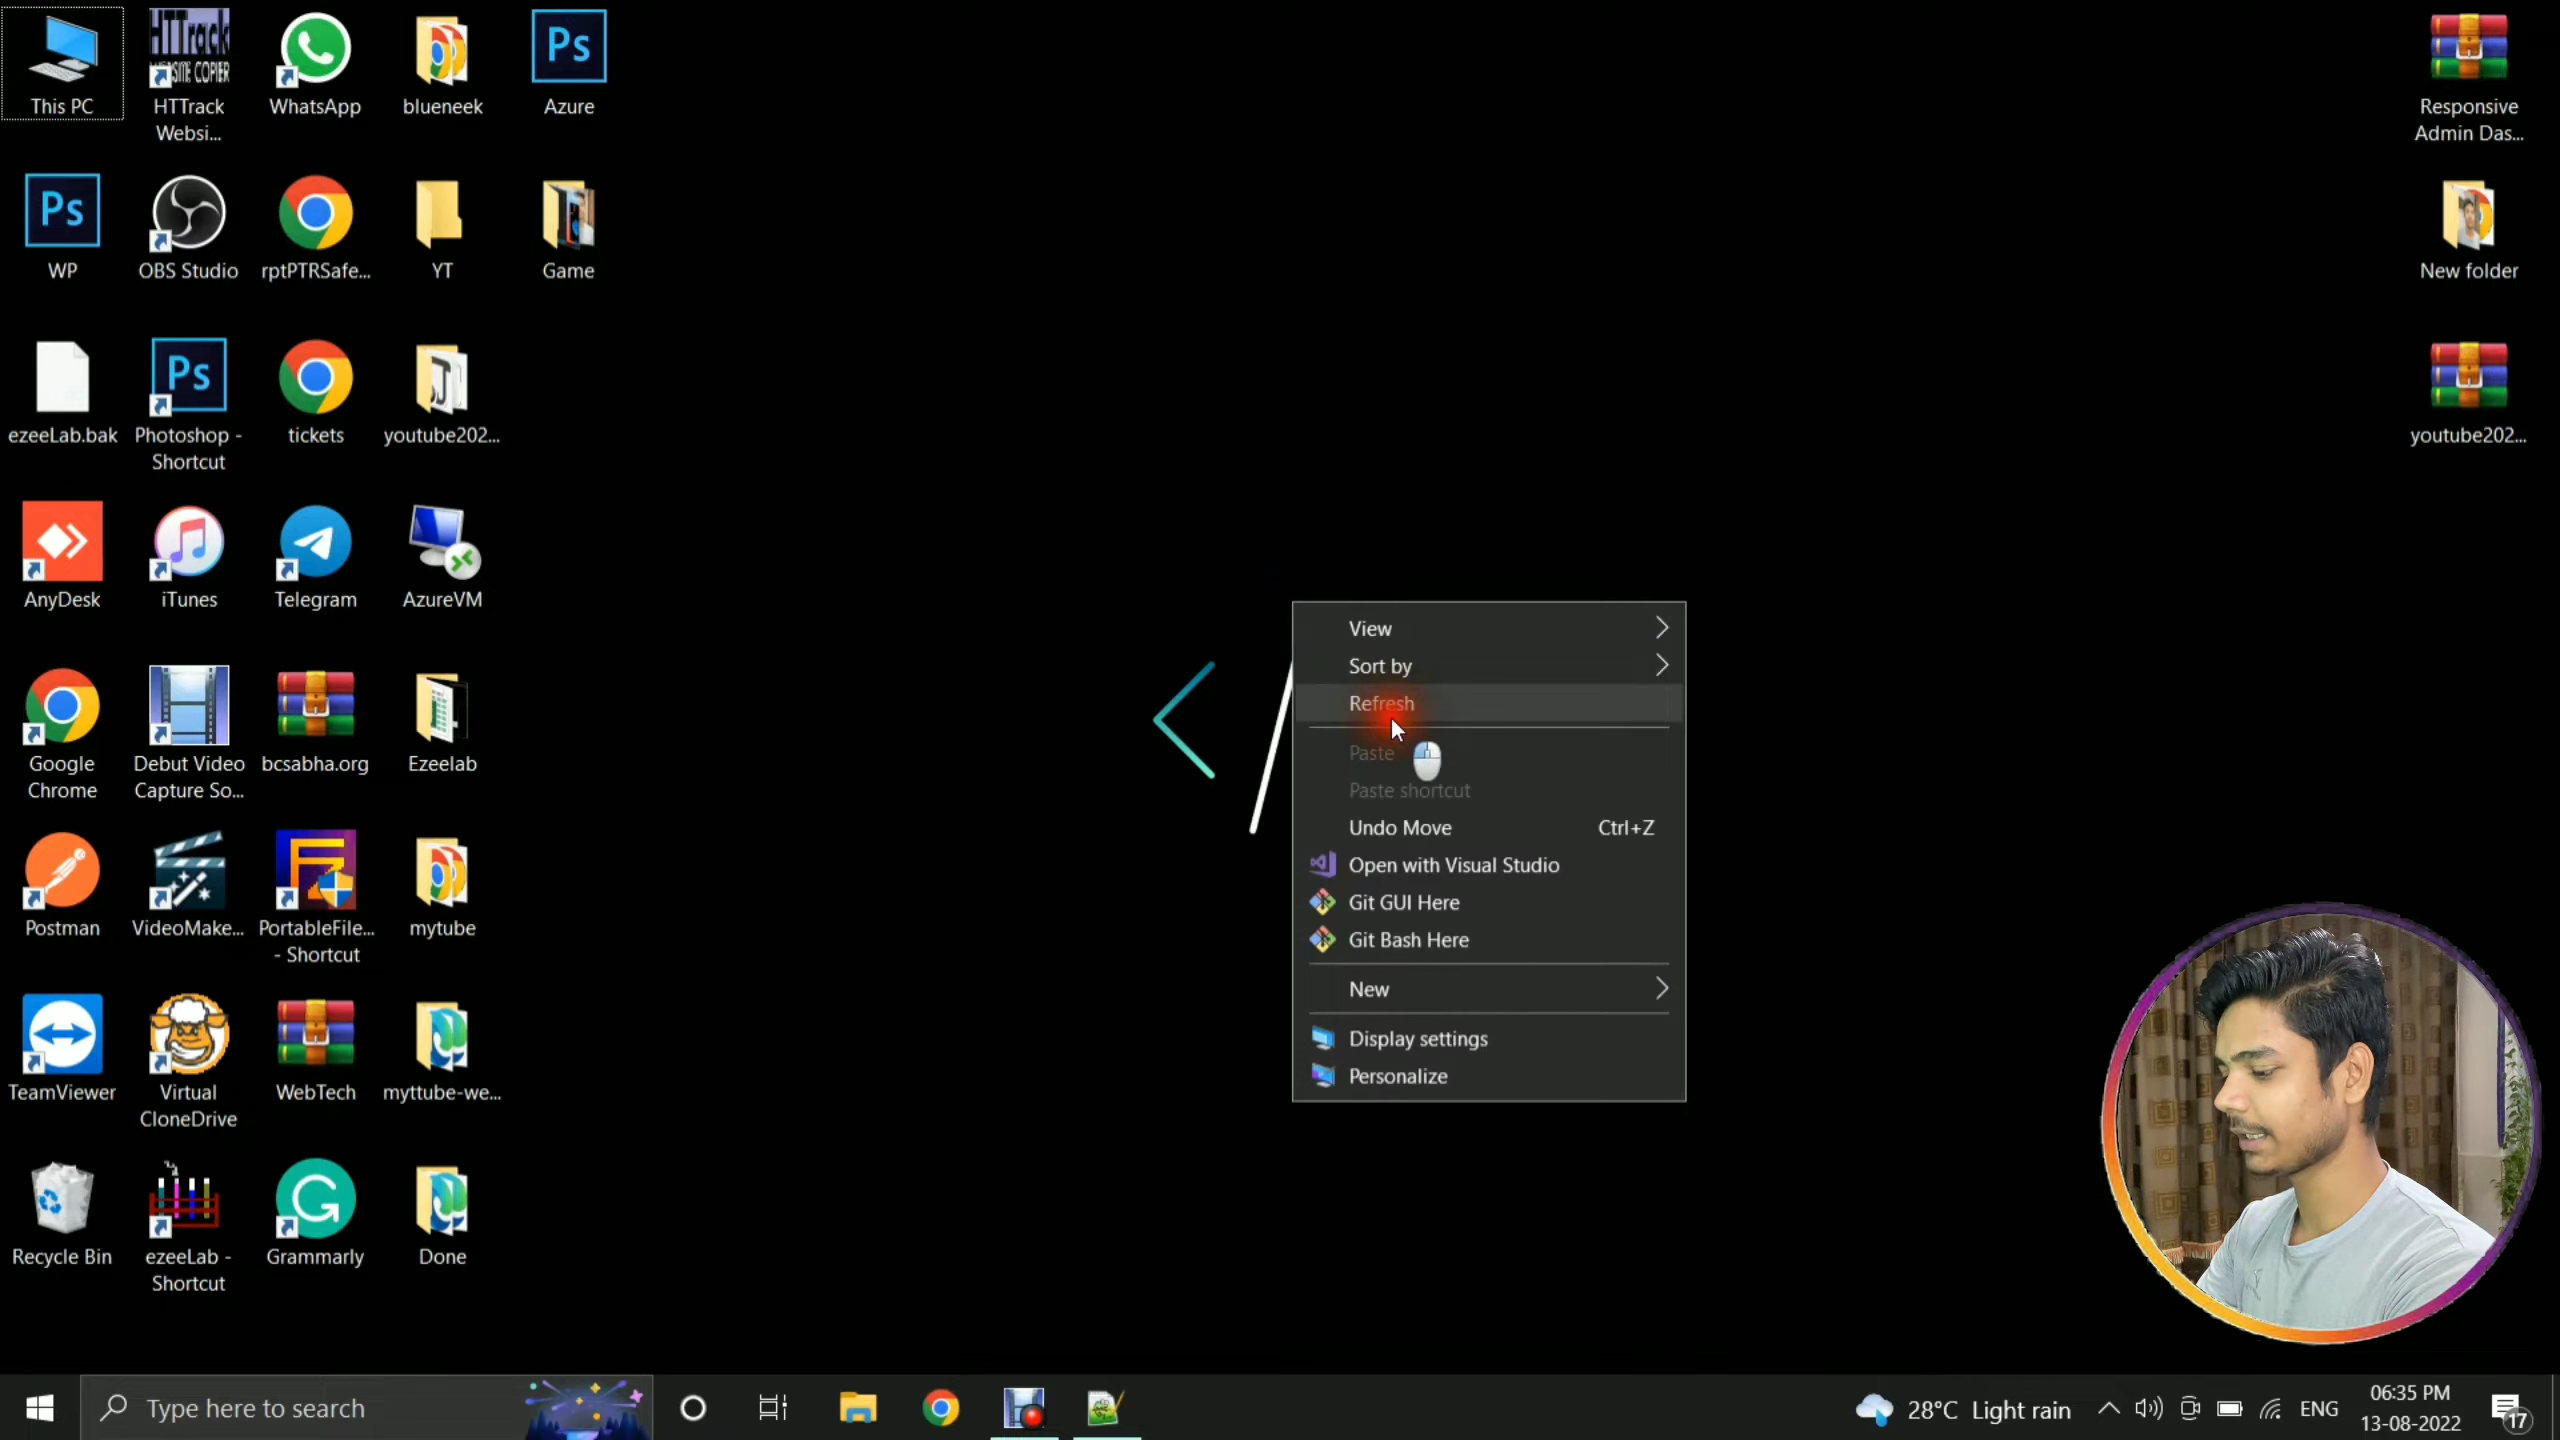 This PC
HTTrack
Websi...
WhatsApp
blueneek
Ps
Azure
Responsive
Admin Das...
Ps
WP
OBS Studio
rptPTRSafe...
YT
Game
New folder
ezeeLab.bak
Ps
Photoshop -
Shortcut
tickets
youtube202...
youtube202...
AnyDesk
iTunes
Telegram
AzureVM
Google
Chrome
Debut Video
Capture So...
bcsabha.org
Ezeelab
Postman
VideoMake...
PortableFile...
- Shortcut
mytube
TeamViewer
Virtual
CloneDrive
WebTech
myttube-we...
Recycle Bin
ezeeLab -
Shortcut
Grammarly
Done
View
Sort by
Refresh
Paste
Paste shortcut
Undo Move Ctrl+Z
Open with Visual Studio
Git GUI Here
Git Bash Here
New
Display settings
Personalize
Type here to search
28°C Light rain
ENG
06:35 PM
13-08-2022
17